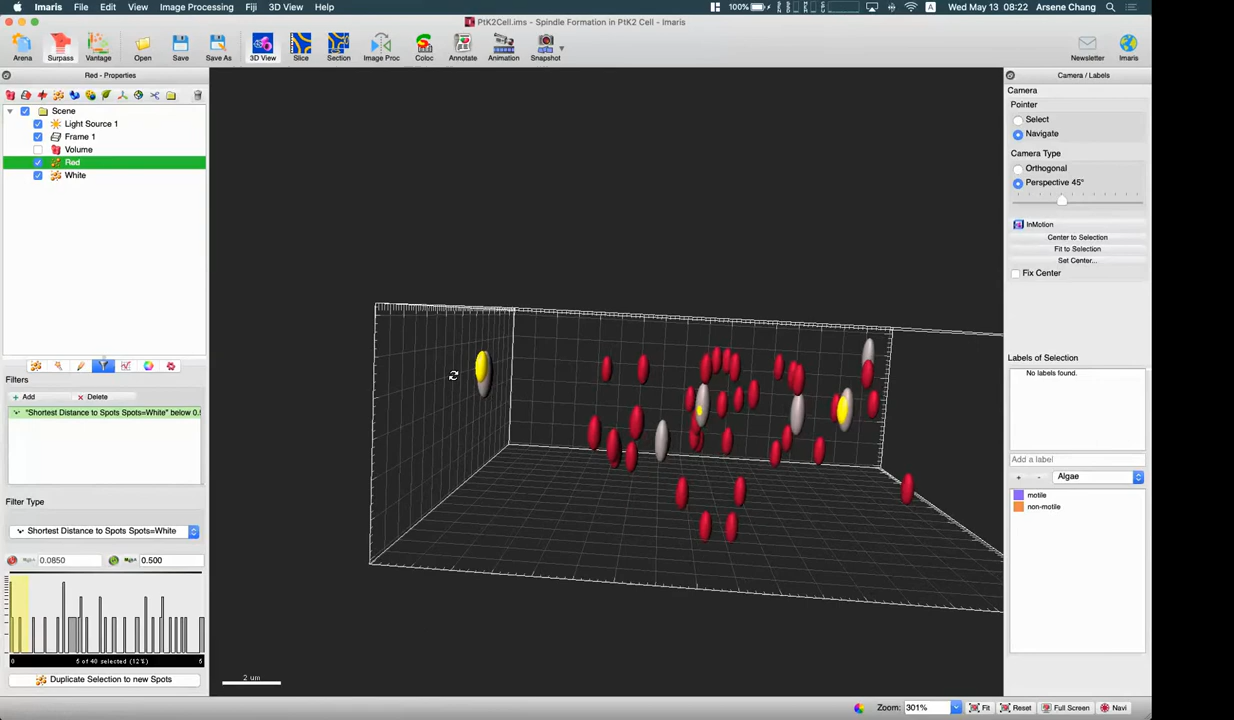 Imaris File Edit View Image Processing Fiji 3D View Help 100% A Wed May 13 08:22 Arsene Chang
PtK2Cell.ims - Spindle Formation in PtK2 Cell - Imaris
Arena Surpass Vantage Open Save Save As 3D View Slice Section Image Proc Coloc Annotate Animation Snapshot Newsletter Imaris
Red - Properties
Camera / Labels
Scene
Light Source 1
Frame 1
Volume
Red
White
Camera
Pointer
Select
Navigate
Camera Type
Orthogonal
Perspective 45°
InMotion
Center to Selection
Fit to Selection
Set Center...
Fix Center
Labels of Selection
No labels found.
Add a label
+ - Algae
motile
non-motile
Filters
Add Delete
"Shortest Distance to Spots Spots=White" below 0.5
Filter Type
Shortest Distance to Spots Spots=White
0.0850 0.500
0 5 of 40 selected (12 %) 5
Duplicate Selection to new Spots
2 um
Zoom: 301% Fit Reset Full Screen Navi